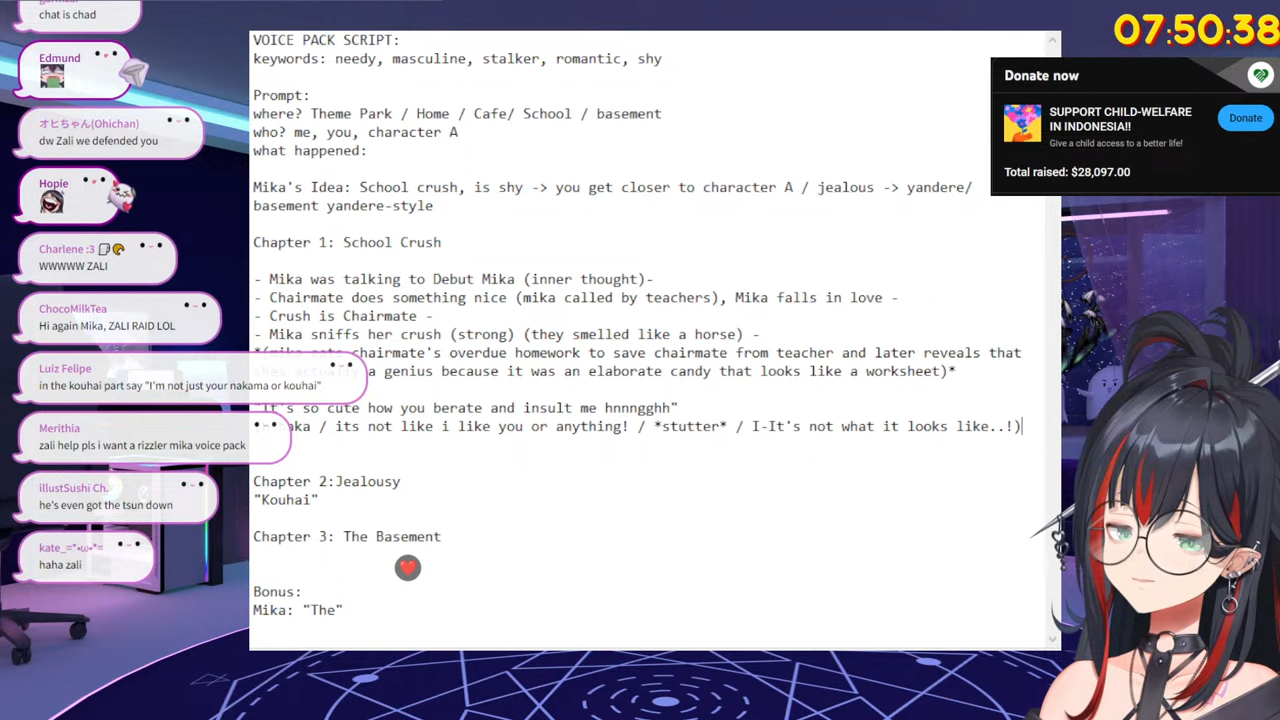 chat is chad
Edmund
オヒちゃん(Ohichan)
dw Zali we defended you
Hopie
Charlene :3
WWWWW ZALI
ChocoMilkTea
Hi again Mika, ZALI RAID LOL
Luiz Felipe
in the kouhai part say "I'm not just your nakama or kouhai"
Merithia
zali help pls i want a rizzler mika voice pack
illustSushi Ch.
he's even got the tsun down
kate_=*•ω•*=
haha zali
VOICE PACK SCRIPT:
keywords: needy, masculine, stalker, romantic, shy
Prompt:
where? Theme Park / Home / Cafe/ School / basement
who? me, you, character A
what happened:
Mika's Idea: School crush, is shy -> you get closer to character A / jealous -> yandere/
basement yandere-style
Chapter 1: School Crush
- Mika was talking to Debut Mika (inner thought)-
- Chairmate does something nice (mika called by teachers), Mika falls in love -
- Crush is Chairmate -
- Mika sniffs her crush (strong) (they smelled like a horse) -
*(mika eats chairmate's overdue homework to save chairmate from teacher and later reveals that
shes actually a genius because it was an elaborate candy that looks like a worksheet)*
"It's so cute how you berate and insult me hnnngghh"
/ its not like i like you or anything! / *stutter* / I-It's not what it looks like..!)
Chapter 2:Jealousy
"Kouhai"
Chapter 3: The Basement
Bonus:
Mika: "The"
07:50:38
Donate now
SUPPORT CHILD-WELFARE
IN INDONESIA!!
Give a child access to a better life!
Donate
Total raised: $28,097.00